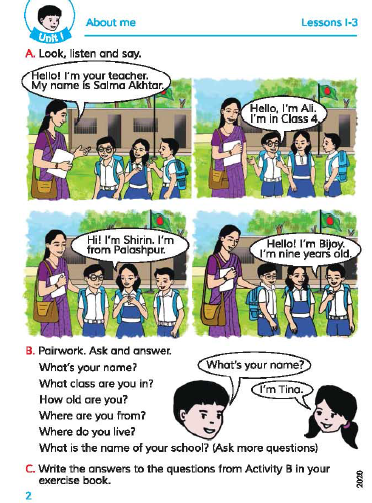 Unit 1
About me
Lessons 1-3
A. Look, listen and say.
Hello! I'm your teacher.
My name is Salma Akhtar.
Hello, I'm Ali.
I'm in Class 4.
Hi! I'm Shirin. I'm
from Palashpur.
Hello! I'm Bijoy.
I'm nine years old.
B. Pairwork. Ask and answer.
What's your name?
What class are you in?
How old are you?
Where are you from?
Where do you live?
What is the name of your school? (Ask more questions)
What's your name?
I'm Tina.
C. Write the answers to the questions from Activity B in your
exercise book.
2
2020